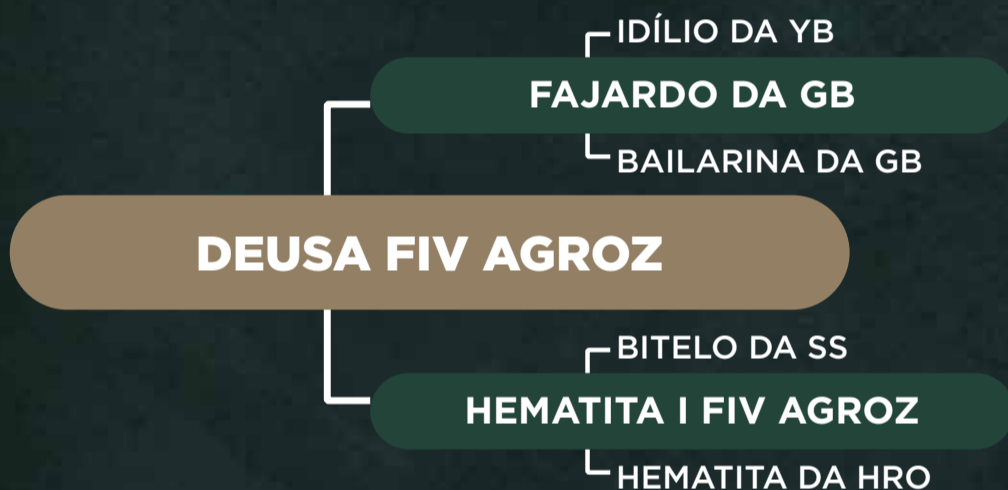 IDÍLIO DA YB
FAJARDO DA GB
BAILARINA DA GB
DEUSA FIV AGROZ
BITELO DA SS
HEMATITA I FIV AGROZ
HEMATITA DA HRO